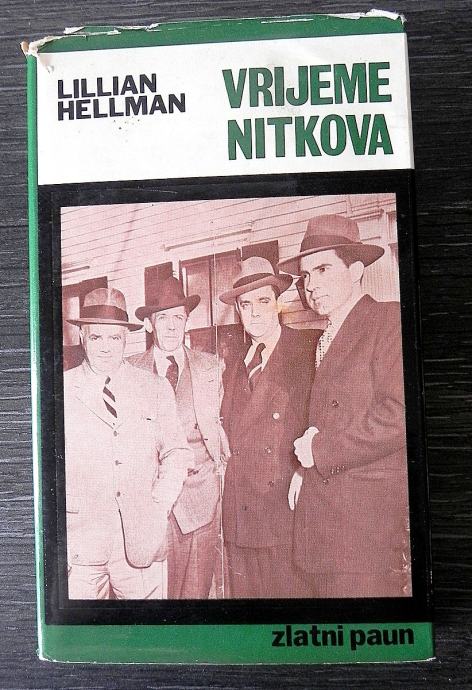 LILLIAN
HELLMAN
VRIJEME
NITKOVA
zlatni paun